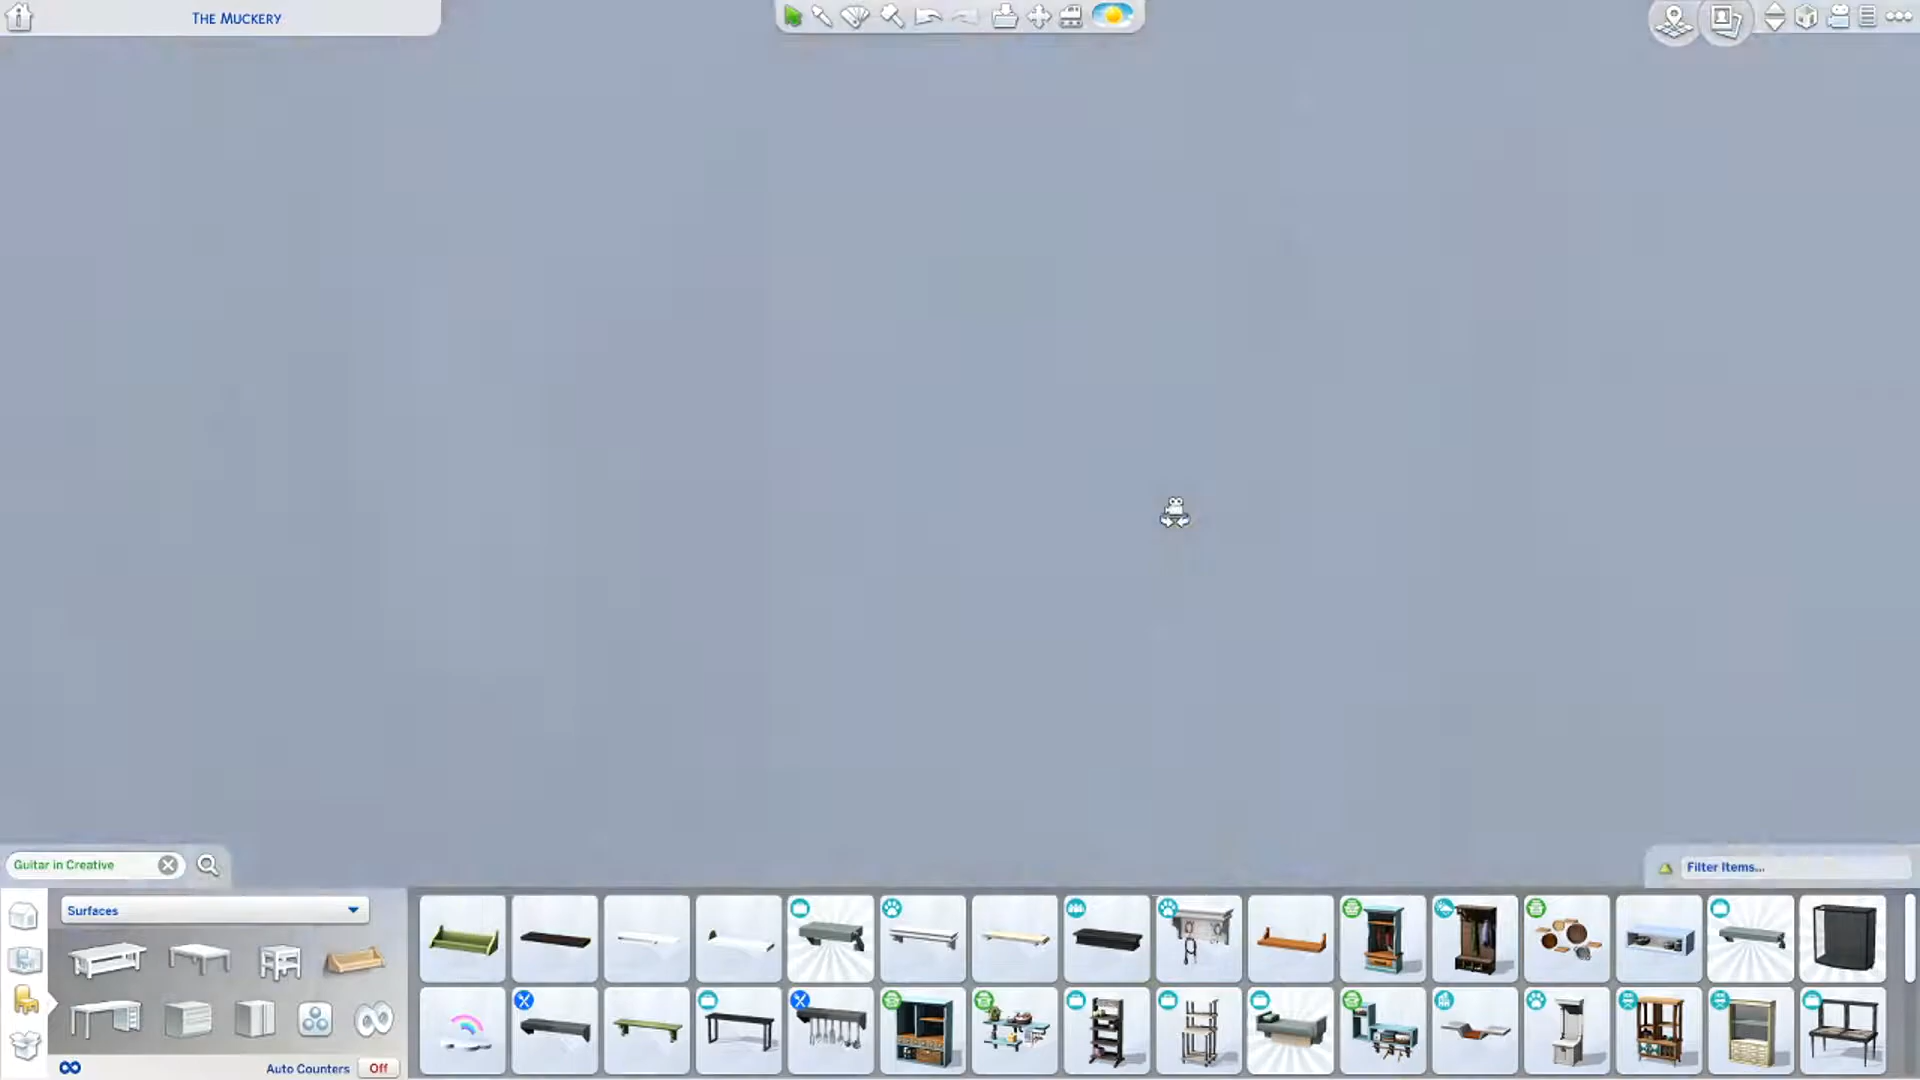 THE MUCKERY
Guitar in Creative
Filter Items...
Surfaces
Auto Counters Off